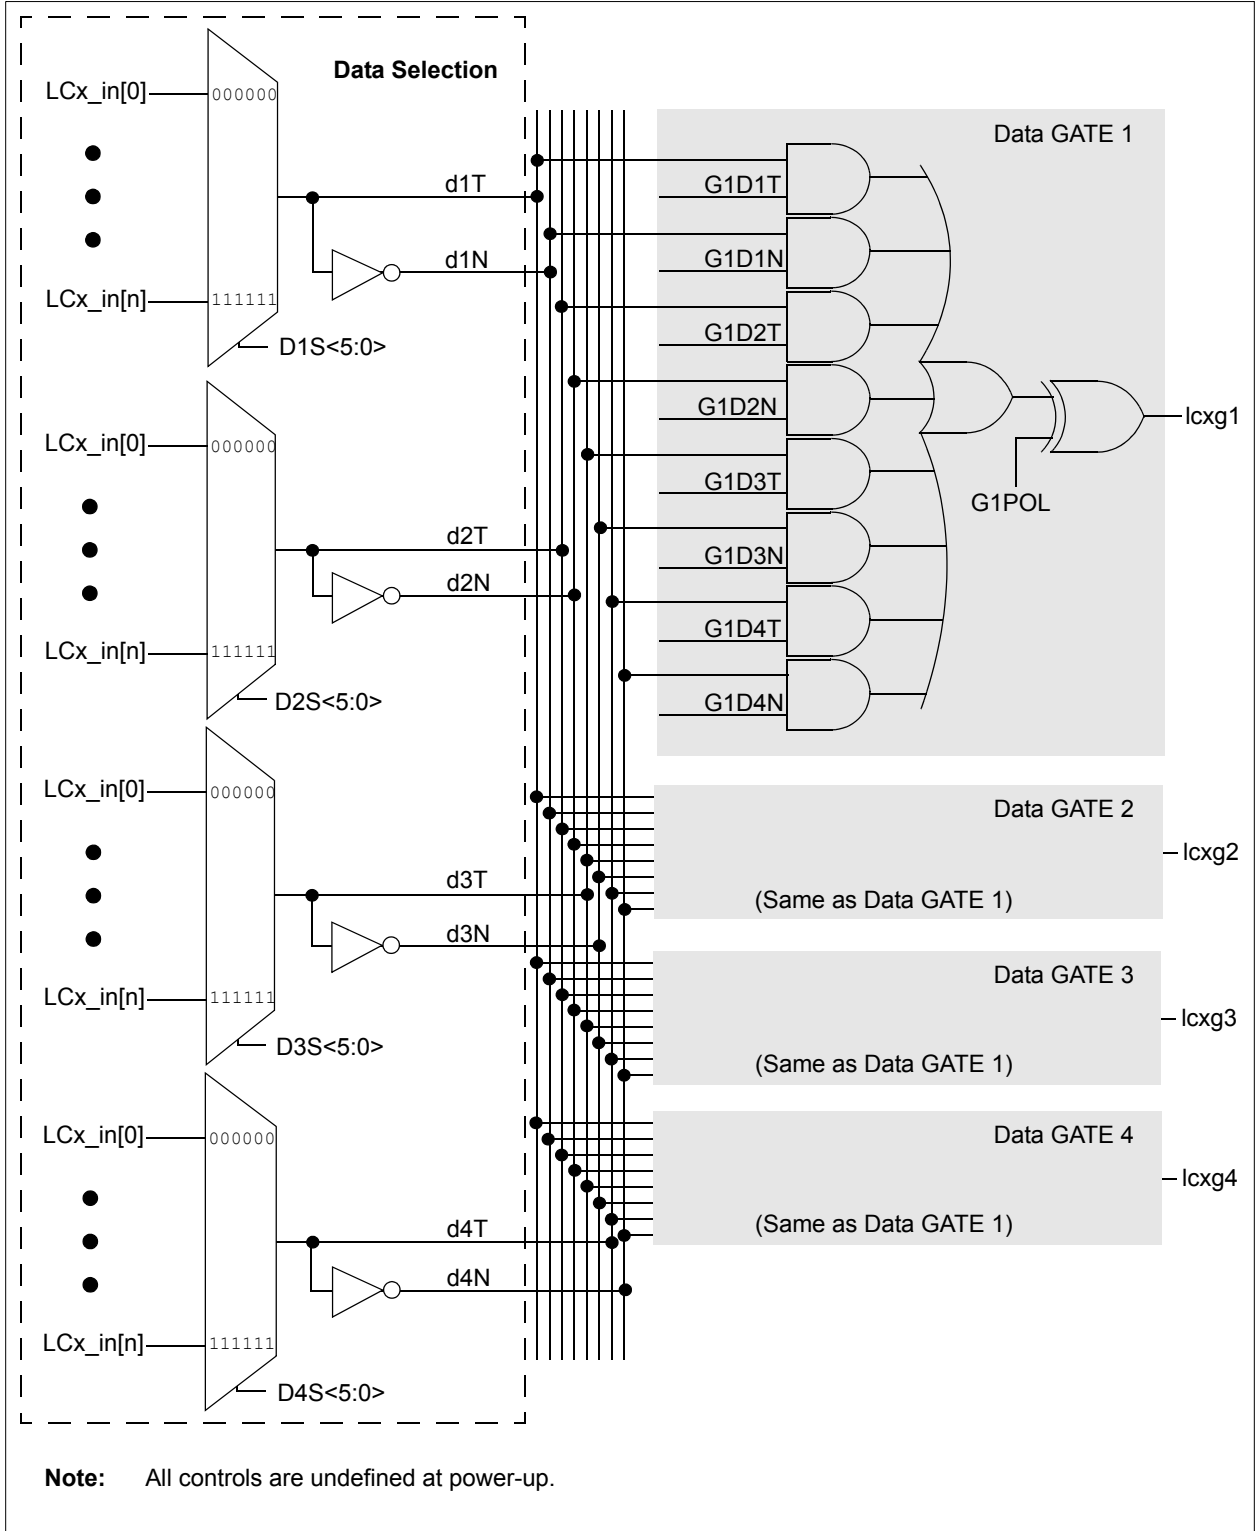 Data Selection
LCx_in[0]
000000
d1T
d1N
LCx_in[n]
111111
D1S<5:0>
LCx_in[0]
000000
d2T
d2N
LCx_in[n]
111111
D2S<5:0>
LCx_in[0]
000000
d3T
d3N
LCx_in[n]
111111
D3S<5:0>
LCx_in[0]
000000
d4T
d4N
LCx_in[n]
111111
D4S<5:0>
Data GATE 1
G1D1T
G1D1N
G1D2T
G1D2N
G1D3T
G1D3N
G1D4T
G1D4N
G1POL
lcxg1
Data GATE 2
(Same as Data GATE 1)
lcxg2
Data GATE 3
(Same as Data GATE 1)
lcxg3
Data GATE 4
(Same as Data GATE 1)
lcxg4
Note: All controls are undefined at power-up.